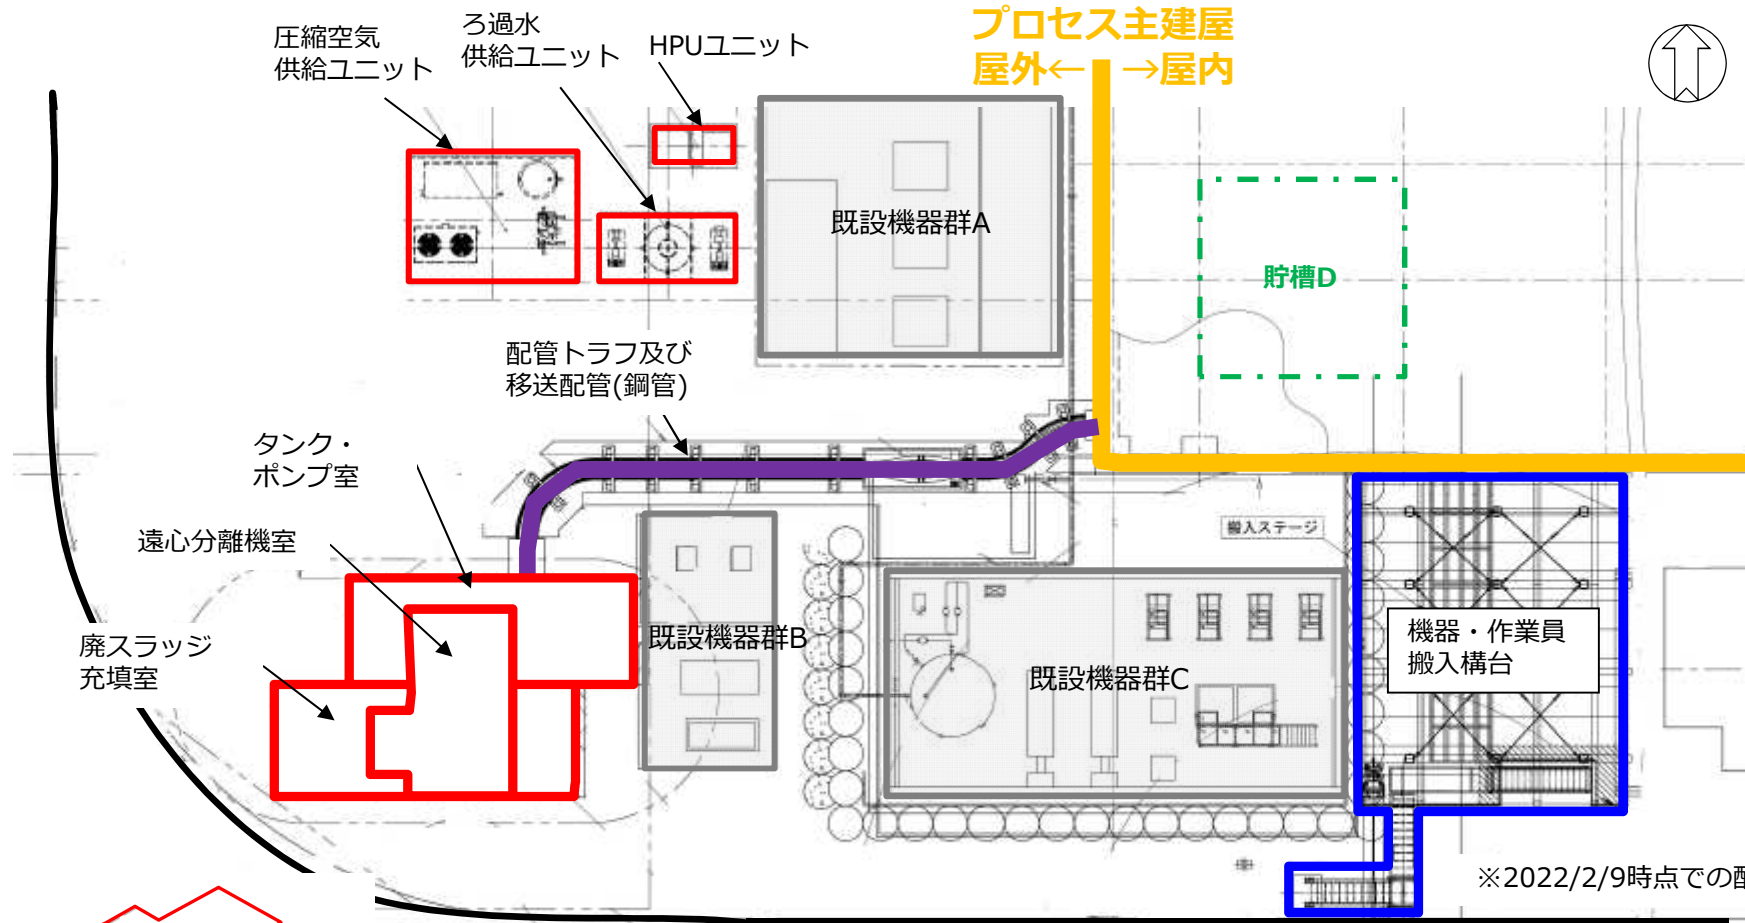 プロセス主建屋
屋外←
→屋内
圧縮空気
供給ユニット
ろ過水
供給ユニット
HPUユニット
既設機器群A
貯槽D
配管トラフ及び
移送配管(鋼管)
タンク・
ポンプ室
遠心分離機室
廃スラッジ
充填室
既設機器群B
既設機器群C
搬入ステージ
機器・作業員
搬入構台
※2022/2/9時点での配